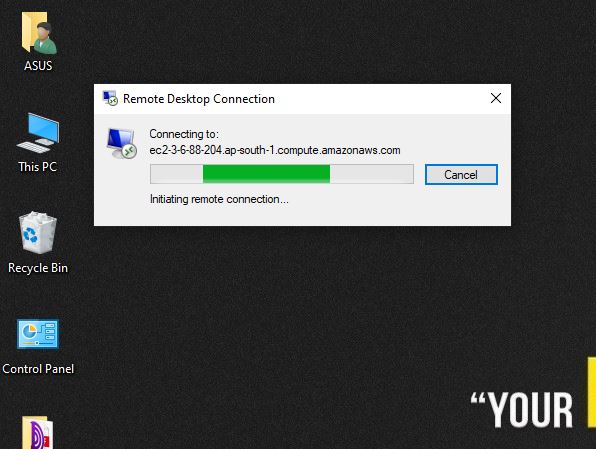 ASUS
This PC
Recycle Bin
Control Panel
Remote Desktop Connection
Connecting to:
ec2-3-6-88-204.ap-south-1.compute.amazonaws.com
Cancel
Initiating remote connection...
“YOUR